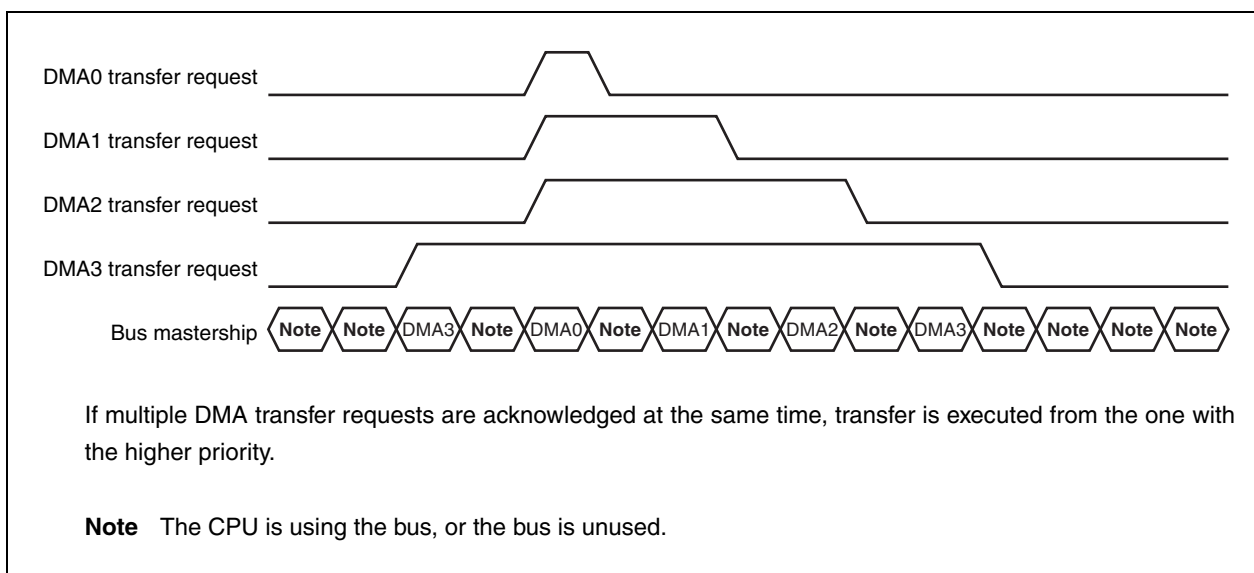 DMA0 transfer request
DMA1 transfer request
DMA2 transfer request
DMA3 transfer request
Bus mastership Note Note DMA3 Note DMA0 Note DMA1 Note DMA2 Note DMA3 Note Note Note Note
If multiple DMA transfer requests are acknowledged at the same time, transfer is executed from the one with
the higher priority.
Note The CPU is using the bus, or the bus is unused.